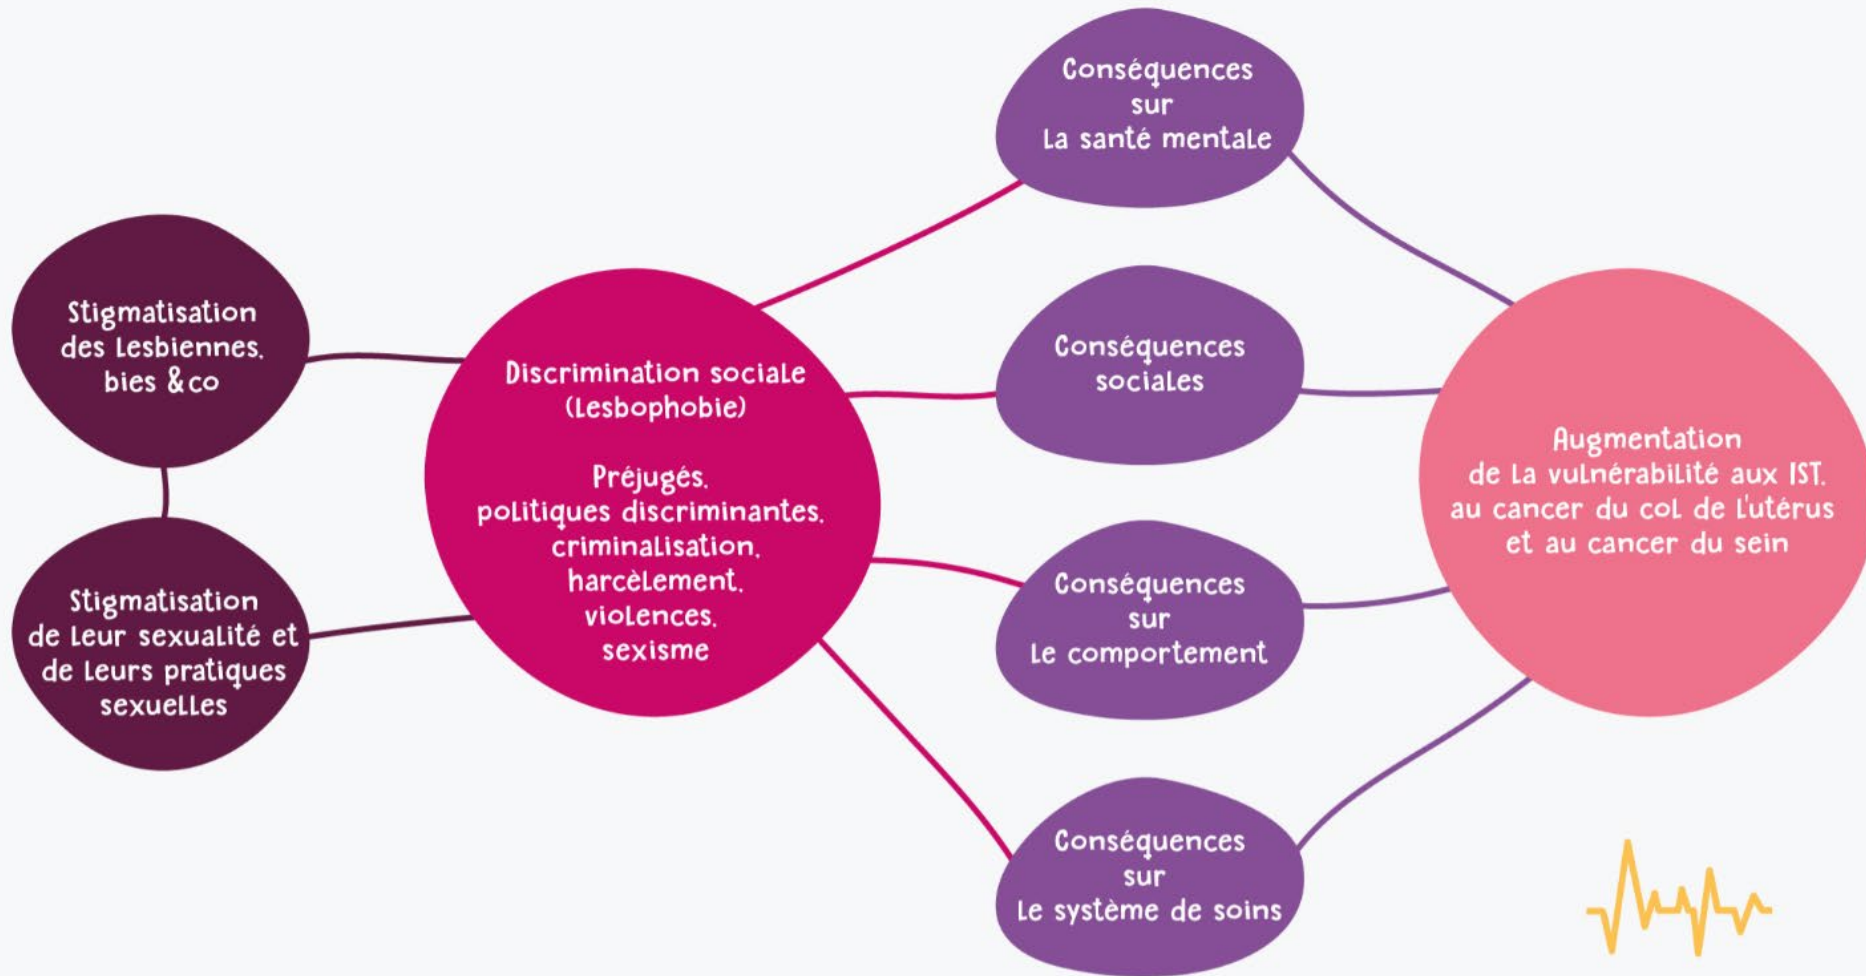 Stigmatisation
des lesbiennes,
bies &co
Stigmatisation
de leur sexualité et
de leurs pratiques
sexuelles
Discrimination sociale
(lesbophobie)
Préjugés,
politiques discriminantes,
criminalisation,
harcèlement,
violences,
sexisme
Conséquences
sur
la santé mentale
Conséquences
sociales
Conséquences
sur
le comportement
Conséquences
sur
le système de soins
Augmentation
de la vulnérabilité aux IST,
au cancer du col de l'utérus
et au cancer du sein